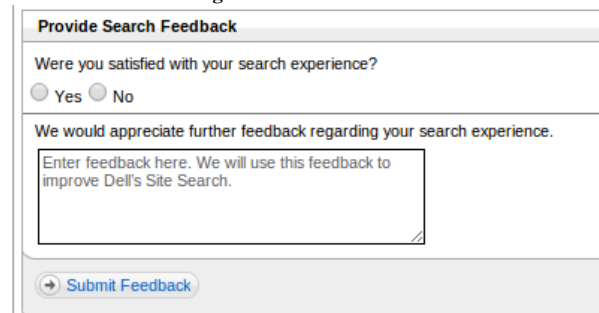 Provide Search Feedback
Were you satisfied with your search experience?
Yes No
We would appreciate further feedback regarding your search experience.
Enter feedback here. We will use this feedback to
improve Dell's Site Search.
Submit Feedback